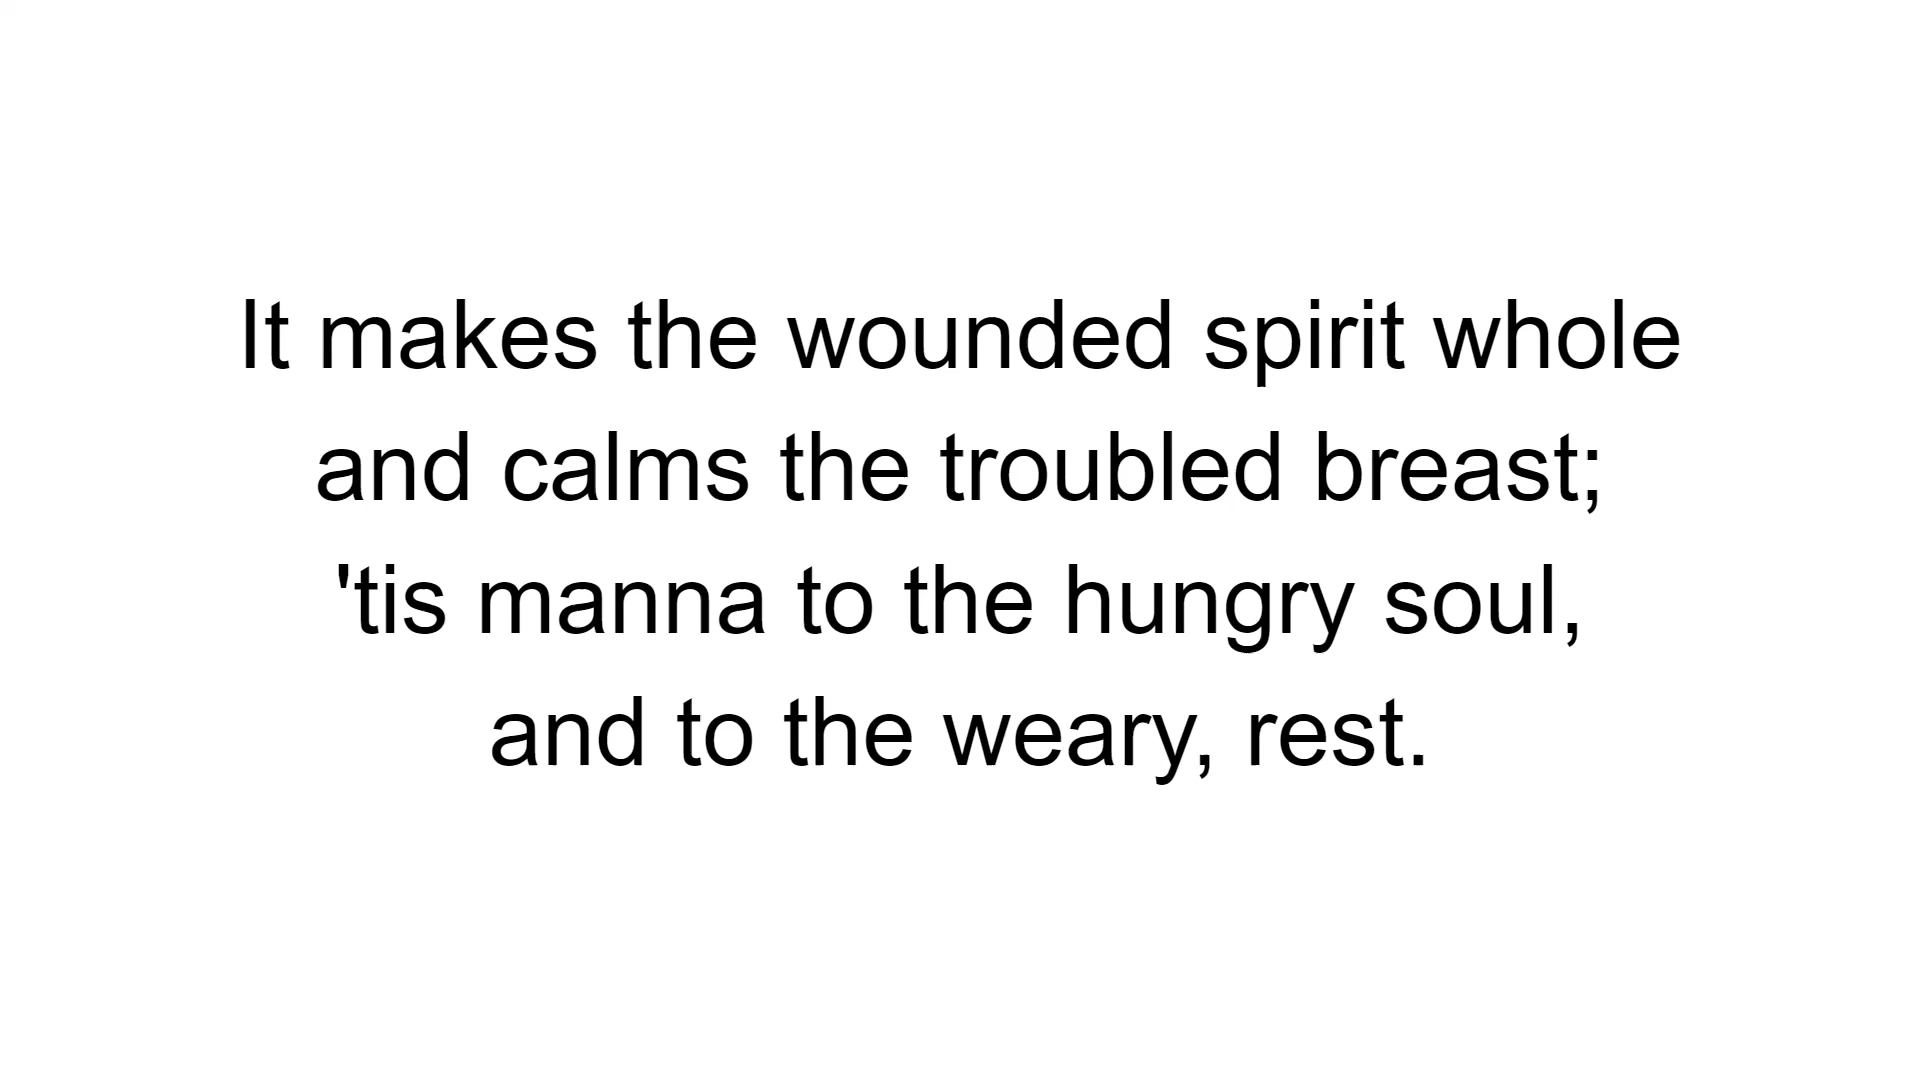 It makes the wounded spirit whole
and calms the troubled breast;
'tis manna to the hungry soul,
and to the weary, rest.